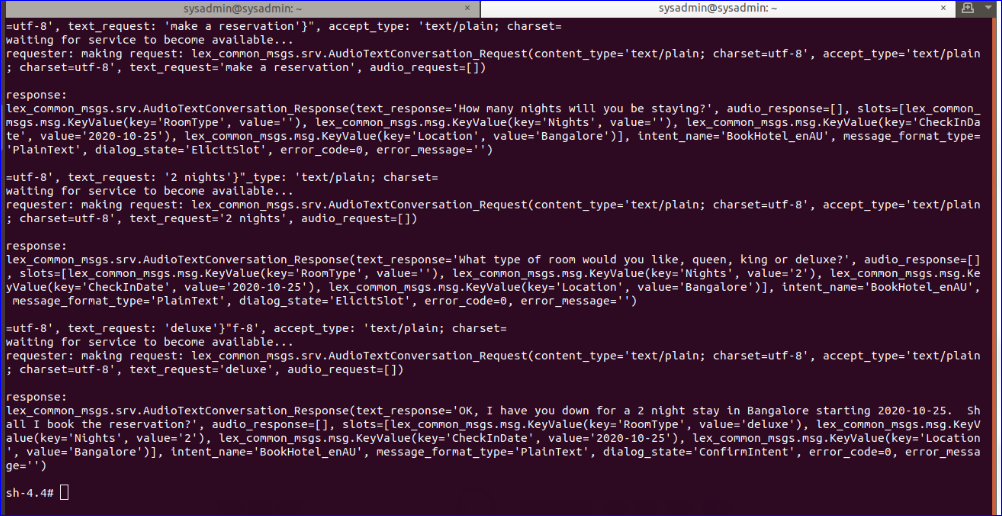 sysadmin@sysadmin: ~ × sysadmin@sysadmin: ~ ×
=utf-8', text_request: 'make a reservation'}", accept_type: 'text/plain; charset=
waiting for service to become available...
requester: making request: lex_common_msgs.srv.AudioTextConversation_Request(content_type='text/plain; charset=utf-8', accept_type='text/plain
; charset=utf-8', text_request='make a reservation', audio_request=[])
response:
lex_common_msgs.srv.AudioTextConversation_Response(text_response='How many nights will you be staying?', audio_response=[], slots=[lex_common_
msgs.msg.KeyValue(key='RoomType', value=''), lex_common_msgs.msg.KeyValue(key='Nights', value=''), lex_common_msgs.msg.KeyValue(key='CheckInDa
te', value='2020-10-25'), lex_common_msgs.msg.KeyValue(key='Location', value='Bangalore')], intent_name='BookHotel_enAU', message_format_type=
'PlainText', dialog_state='ElicitSlot', error_code=0, error_message='')
=utf-8', text_request: '2 nights'}"_type: 'text/plain; charset=
waiting for service to become available...
requester: making request: lex_common_msgs.srv.AudioTextConversation_Request(content_type='text/plain; charset=utf-8', accept_type='text/plain
; charset=utf-8', text_request='2 nights', audio_request=[])
response:
lex_common_msgs.srv.AudioTextConversation_Response(text_response='What type of room would you like, queen, king or deluxe?', audio_response=[]
, slots=[lex_common_msgs.msg.KeyValue(key='RoomType', value=''), lex_common_msgs.msg.KeyValue(key='Nights', value='2'), lex_common_msgs.msg.Ke
yValue(key='CheckInDate', value='2020-10-25'), lex_common_msgs.msg.KeyValue(key='Location', value='Bangalore')], intent_name='BookHotel_enAU',
 message_format_type='PlainText', dialog_state='ElicitSlot', error_code=0, error_message='')
=utf-8', text_request: 'deluxe'}"f-8', accept_type: 'text/plain; charset=
waiting for service to become available...
requester: making request: lex_common_msgs.srv.AudioTextConversation_Request(content_type='text/plain; charset=utf-8', accept_type='text/plain
; charset=utf-8', text_request='deluxe', audio_request=[])
response:
lex_common_msgs.srv.AudioTextConversation_Response(text_response='OK, I have you down for a 2 night stay in Bangalore starting 2020-10-25.  Sh
all I book the reservation?', audio_response=[], slots=[lex_common_msgs.msg.KeyValue(key='RoomType', value='deluxe'), lex_common_msgs.msg.KeyV
alue(key='Nights', value='2'), lex_common_msgs.msg.KeyValue(key='CheckInDate', value='2020-10-25'), lex_common_msgs.msg.KeyValue(key='Location
', value='Bangalore')], intent_name='BookHotel_enAU', message_format_type='PlainText', dialog_state='ConfirmIntent', error_code=0, error_messa
ge='')
sh-4.4#